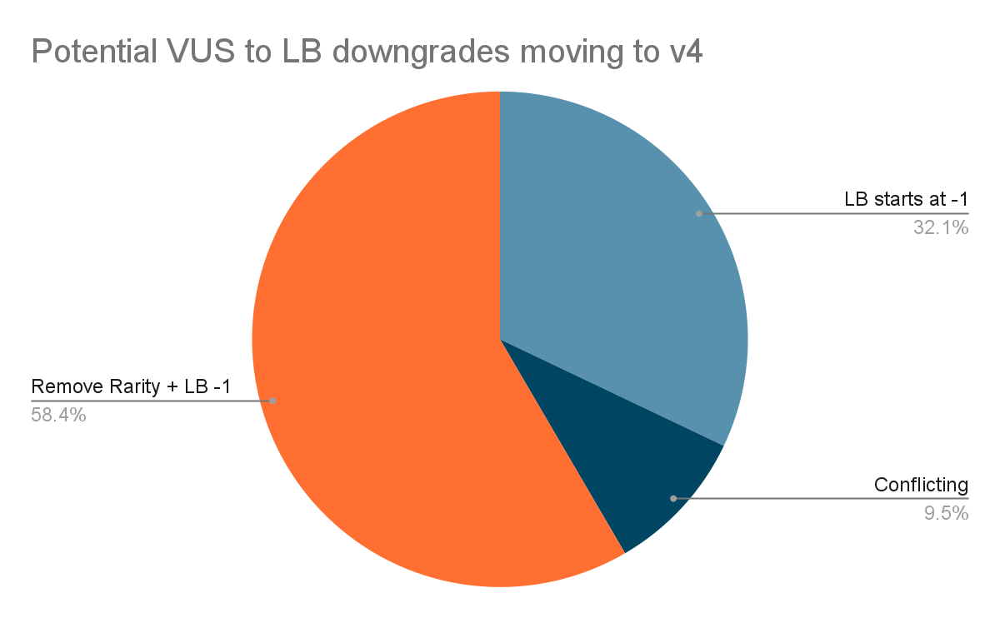 Potential VUS to LB downgrades moving to v4
LB starts at -1
32.1%
Remove Rarity + LB -1
58.4%
Conflicting
9.5%